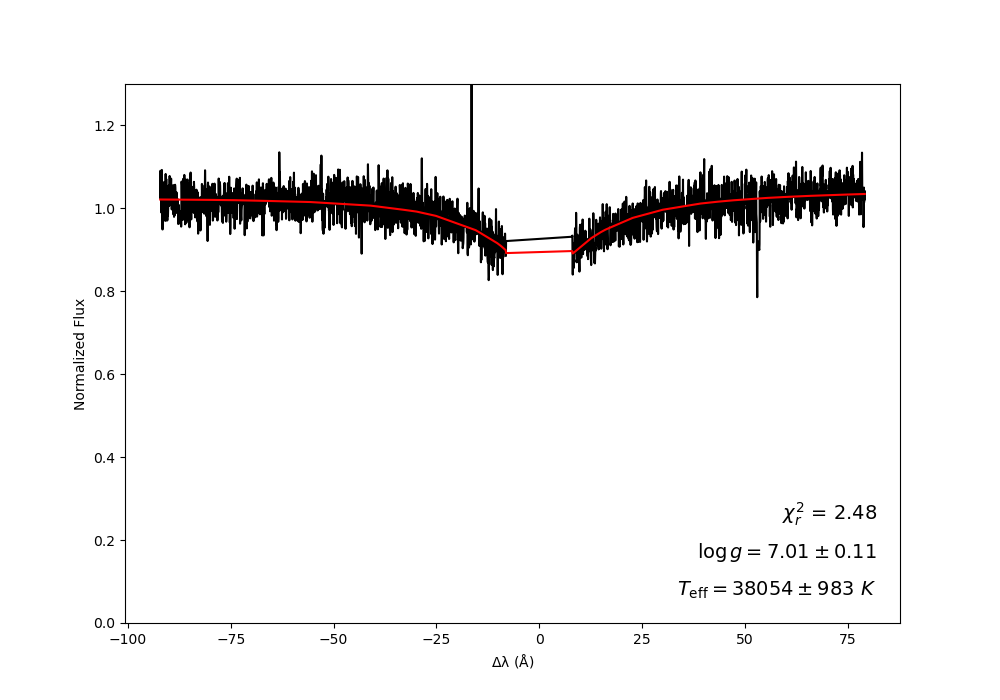 1.2
1.0
0.8
0.6
0.4
0.2
0.0
Normalized Flux
χ²ᵣ = 2.48
log g = 7.01 ± 0.11
T_eff = 38054 ± 983 K
−100 −75 −50 −25 0 25 50 75
Δλ (Å)